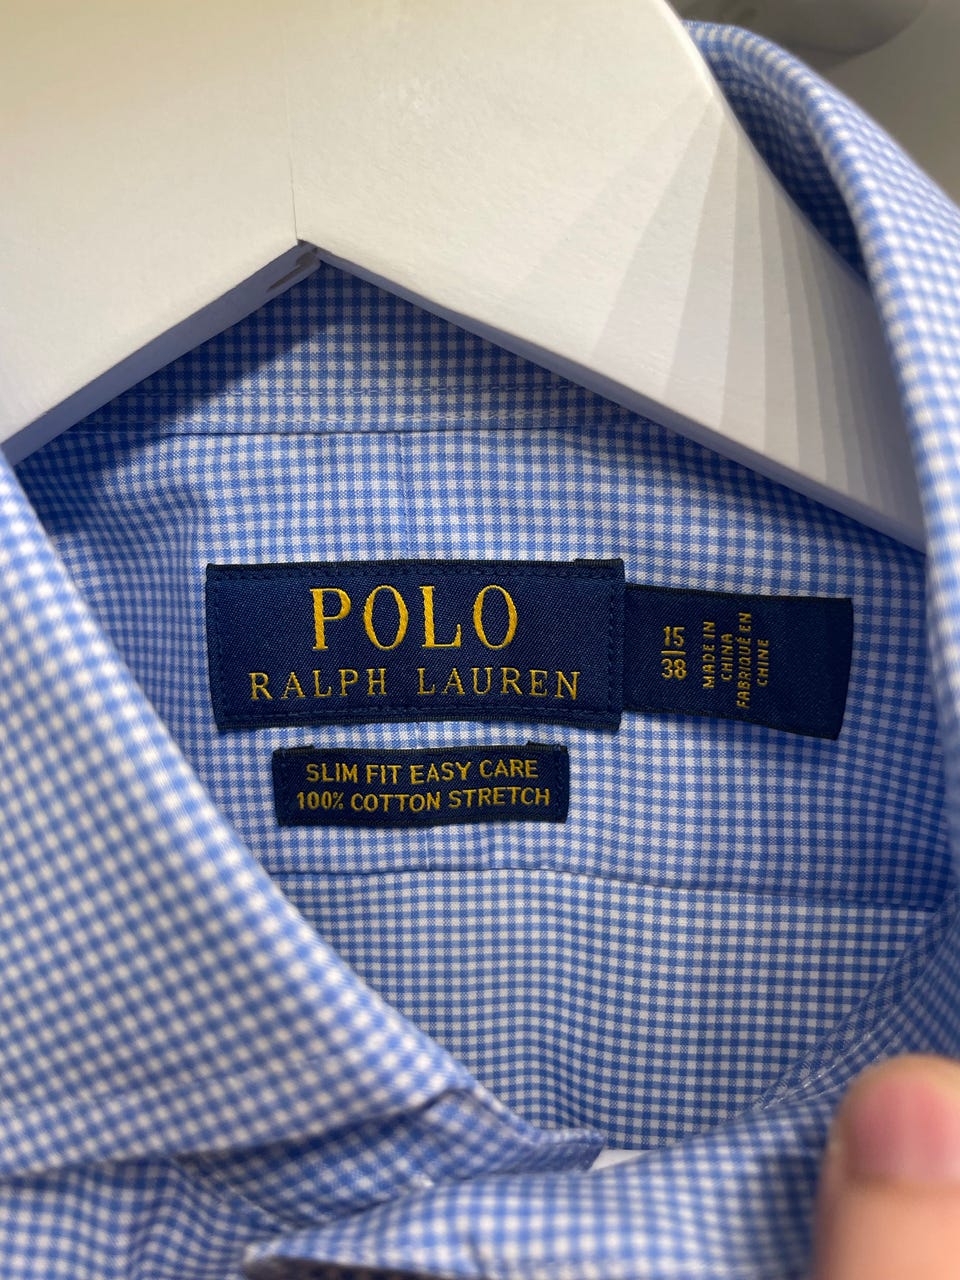 POLO
RALPH LAUREN
15
38
MADE IN
CHINA
FABRIQUÉ EN
CHINE
SLIM FIT EASY CARE
100% COTTON STRETCH